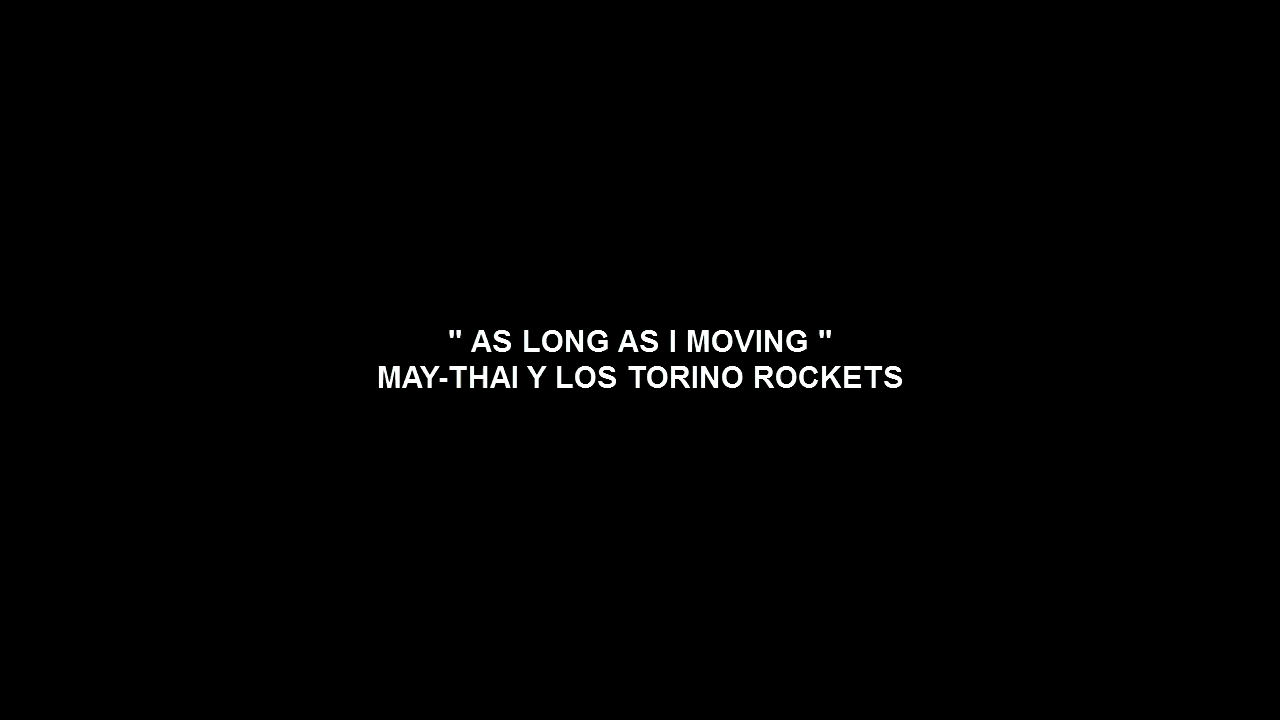 " AS LONG AS I MOVING "
MAY-THAI Y LOS TORINO ROCKETS